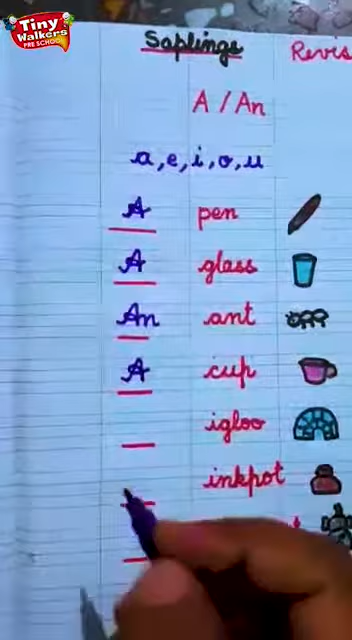 Tiny
Walkers
PRE SCHOOL
Saplings
Revis
A / An
a, e, i, o, u
A pen
A glass
An ant
A cup
igloo
inkpot